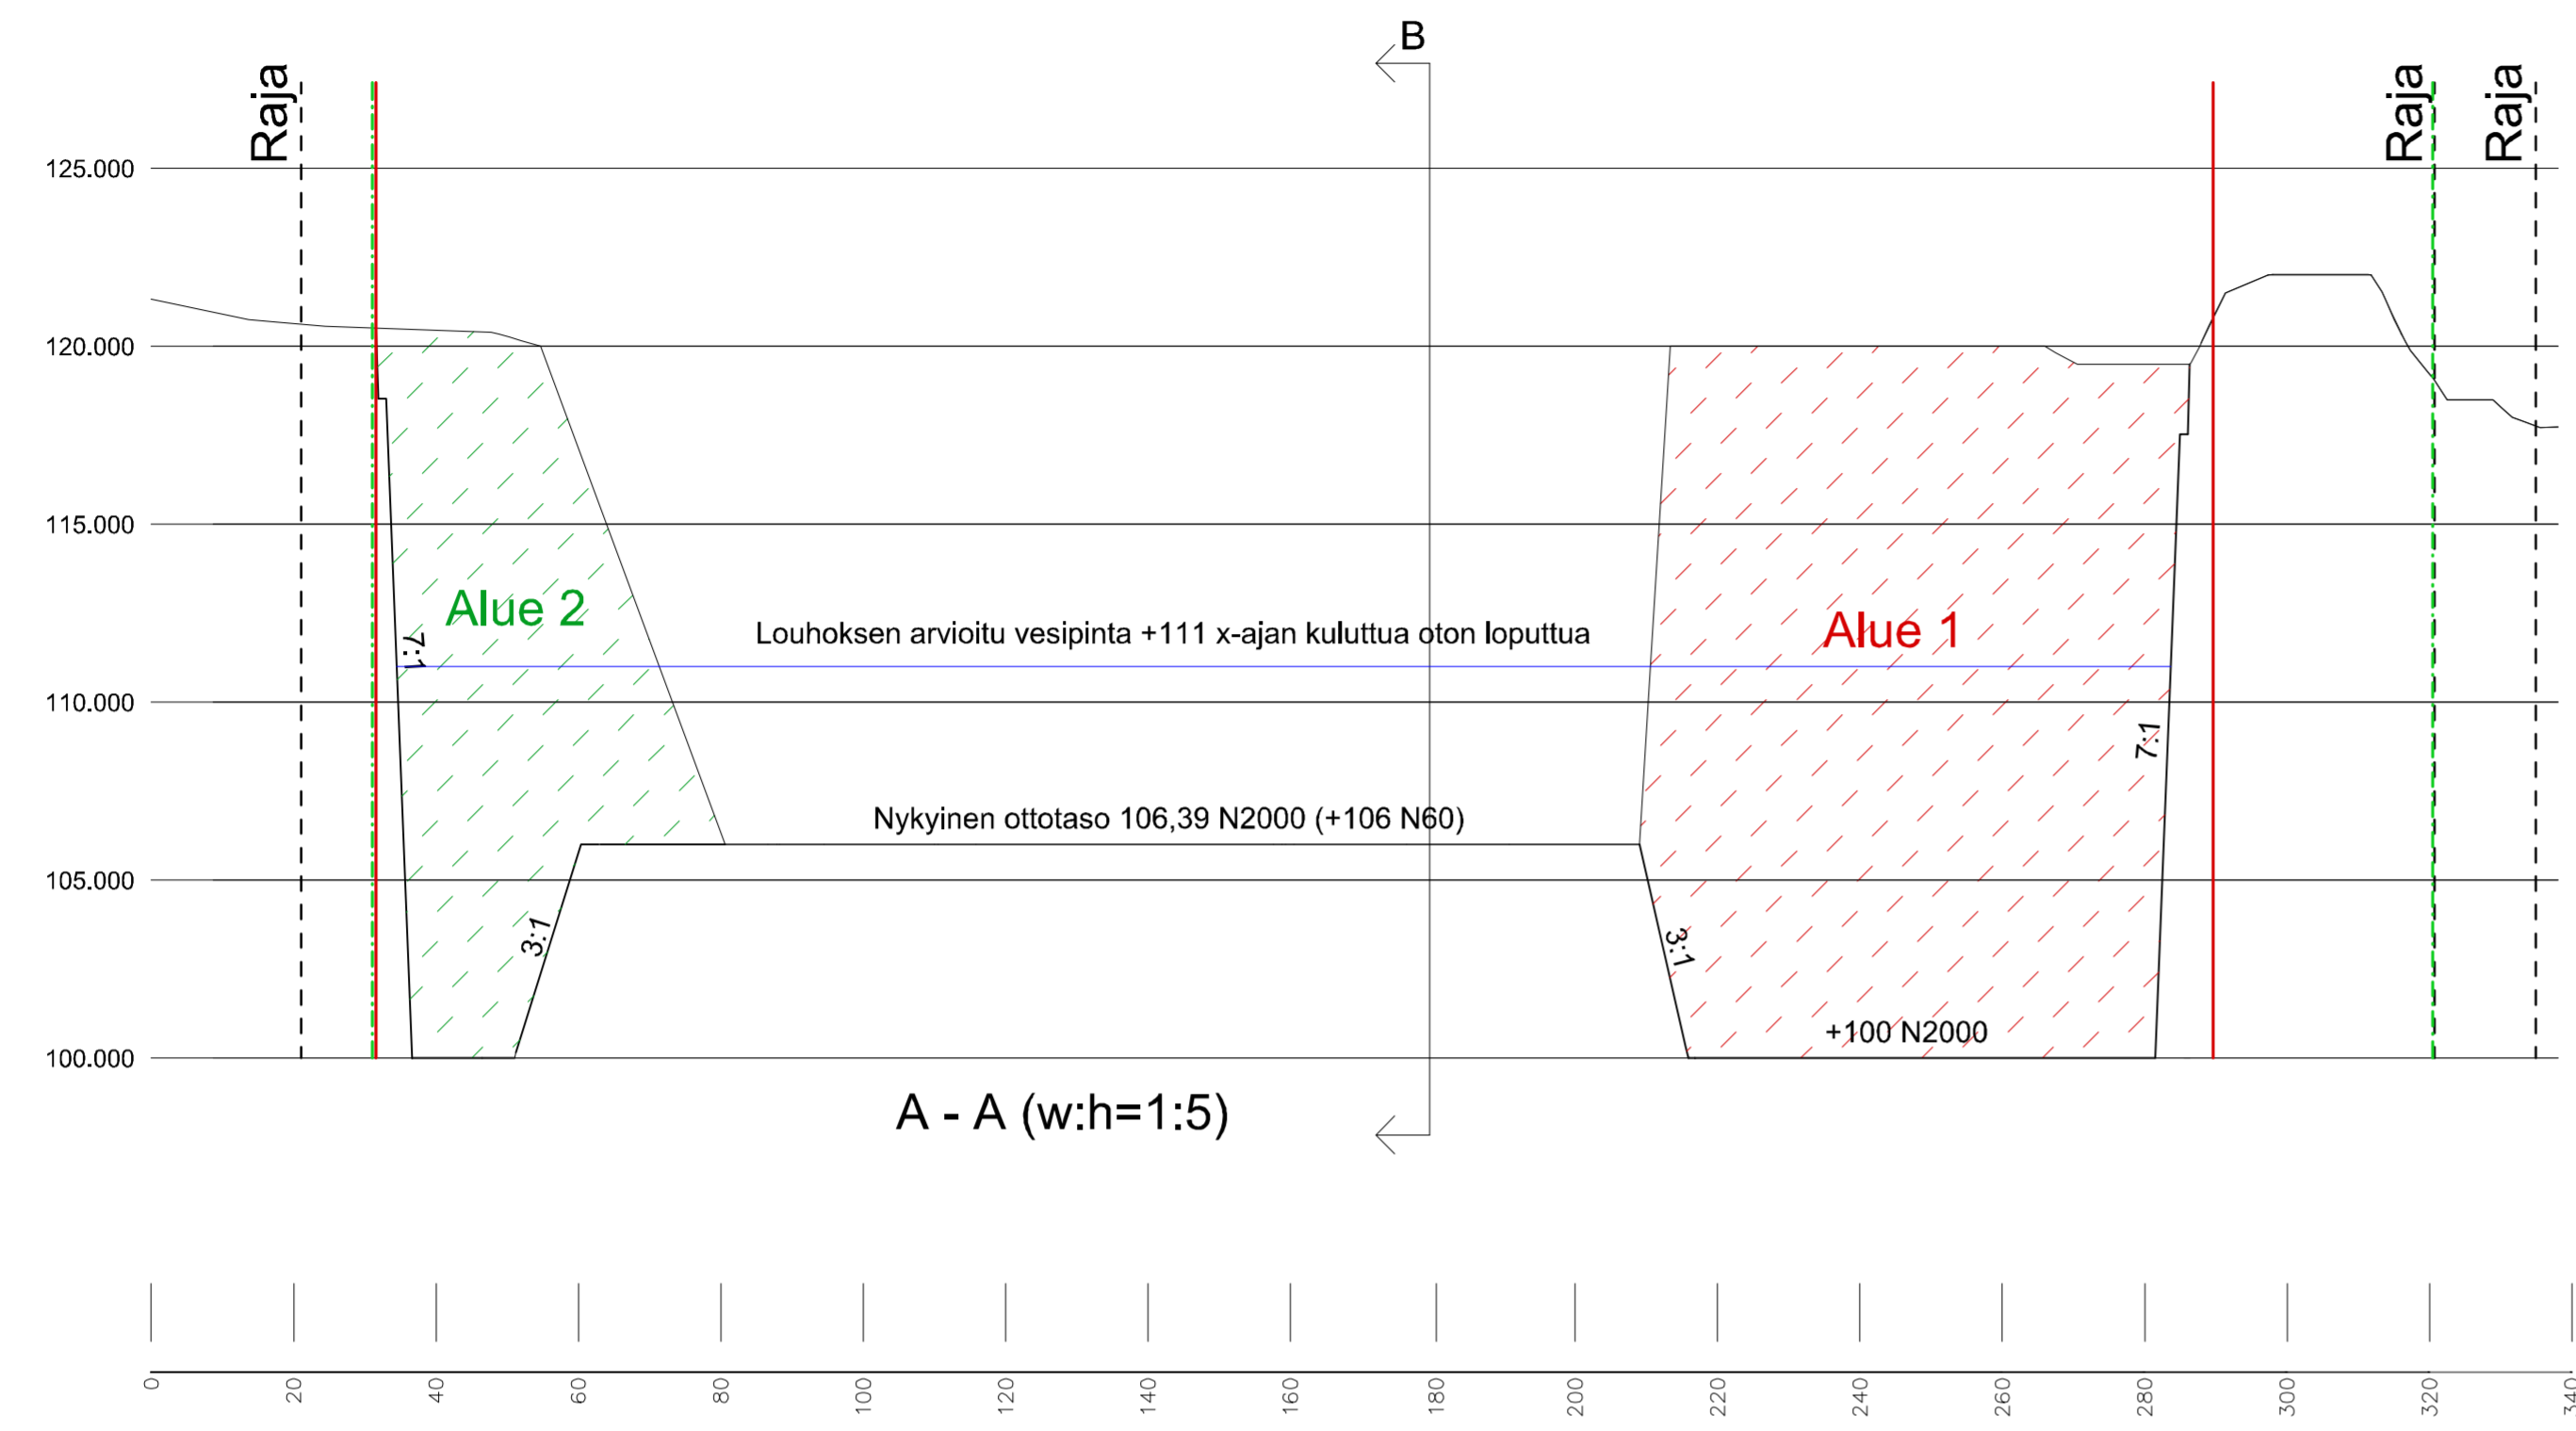 B
Raja
Raja
Raja
125.000
120.000
115.000
Alue 2
Alue 1
7:1
Louhoksen arvioitu vesipinta +111 x-ajan kuluttua oton loputtua
110.000
7:1
Nykyinen ottotaso 106,39 N2000 (+106 N60)
105.000
3:1
3:1
+100 N2000
100.000
A - A (w:h=1:5)
0 20 40 60 80 100 120 140 160 180 200 220 240 260 280 300 320 340